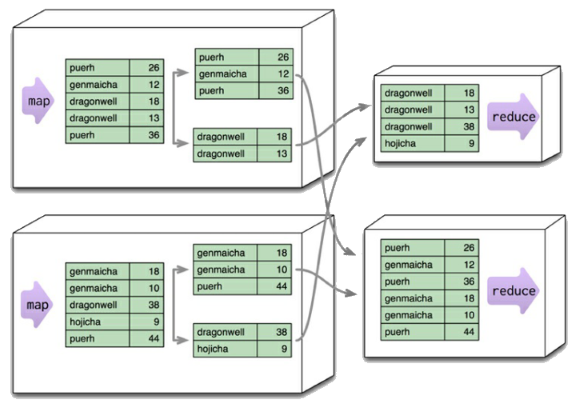 map
puerh 26
genmaicha 12
dragonwell 18
dragonwell 13
puerh 36
puerh 26
genmaicha 12
puerh 36
dragonwell 18
dragonwell 13
map
genmaicha 18
genmaicha 10
dragonwell 38
hojicha 9
puerh 44
genmaicha 18
genmaicha 10
puerh 44
dragonwell 38
hojicha 9
dragonwell 18
dragonwell 13
dragonwell 38
hojicha 9
reduce
puerh 26
genmaicha 12
puerh 36
genmaicha 18
genmaicha 10
puerh 44
reduce